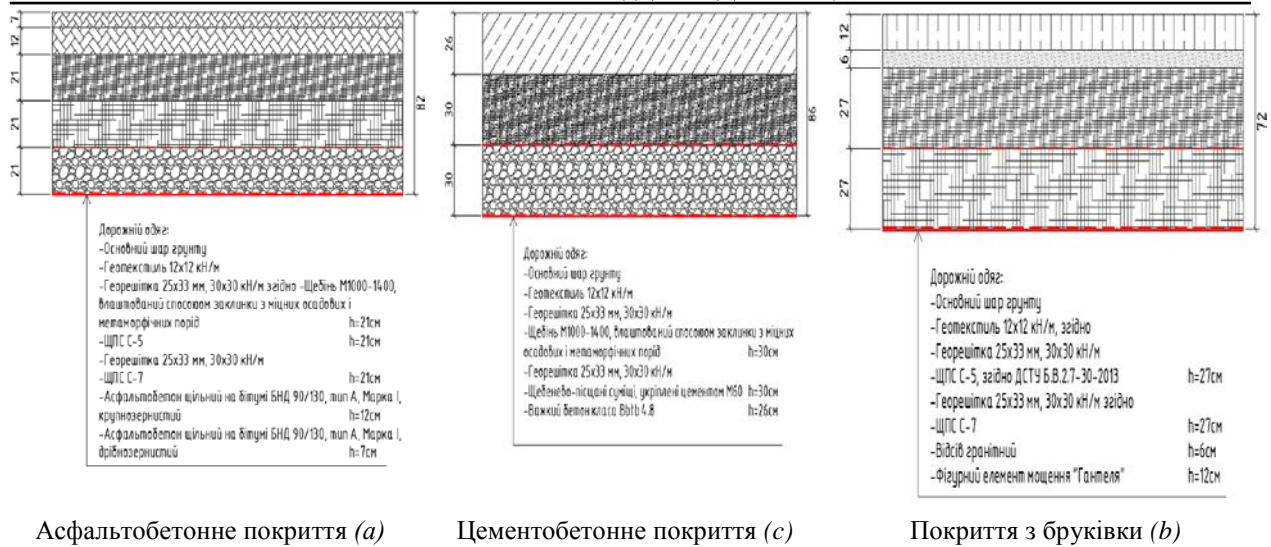 7
12
21
21
21
82
Дорожній одяг:
-Основний шар грунту
-Геотекстиль 12х12 кН/м
-Георешітка 25х33 мм, 30х30 кН/м згідно -Щебінь М1000-1400,
влаштований способом заклинки з міцних осадових і
метаморфічних порід h=21см
-ЩПС С-5 h=21см
-Георешітка 25х33 мм, 30х30 кН/м
-ЩПС С-7 h=21см
-Асфальтобетон щільний на бітумі БНД 90/130, тип А, Марка І,
крупнозернистий h=12см
-Асфальтобетон щільний на бітумі БНД 90/130, тип А, Марка І,
дрібнозернистий h=7см
Асфальтобетонне покриття (a)
26
30
30
86
Дорожній одяг:
-Основний шар грунту
-Геотекстиль 12х12 кН/м
-Георешітка 25х33 мм, 30х30 кН/м
-Щебінь М1000-1400, влаштований способом заклинки з міцних
осадових і метаморфічних порід h=30см
-Георешітка 25х33 мм, 30х30 кН/м
-Щебенево-пісщані суміщі, укріплені цементом М60 h=30см
-Важкий бетон класа Bbtb 4.8 h=26см
Цементобетонне покриття (c)
12
6
27
27
72
Дорожній одяг:
-Основний шар грунту
-Геотекстиль 12х12 кН/м, згідно
-Георешітка 25х33 мм, 30х30 кН/м
-ЩПС С-5, згідно ДСТУ Б.В.2.7-30-2013 h=27см
-Георешітка 25х33 мм, 30х30 кН/м згідно
-ЩПС С-7 h=27см
-Відсів гранітний h=6см
-Фігурний елемент мощення "Гантеля" h=12см
Покриття з бруківки (b)